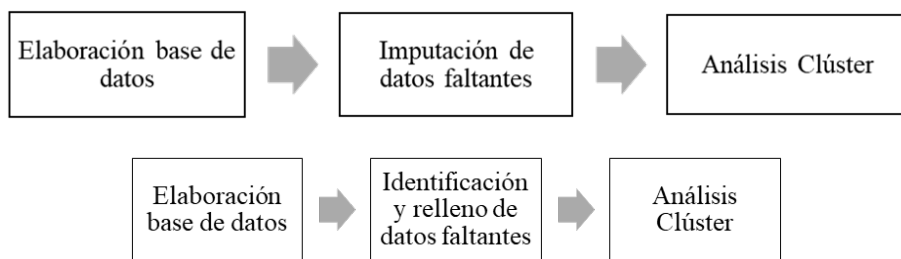 Elaboración base de
datos
Imputación de
datos faltantes
Análisis Clúster
Elaboración
base de datos
Identificación
y relleno de
datos faltantes
Análisis
Clúster